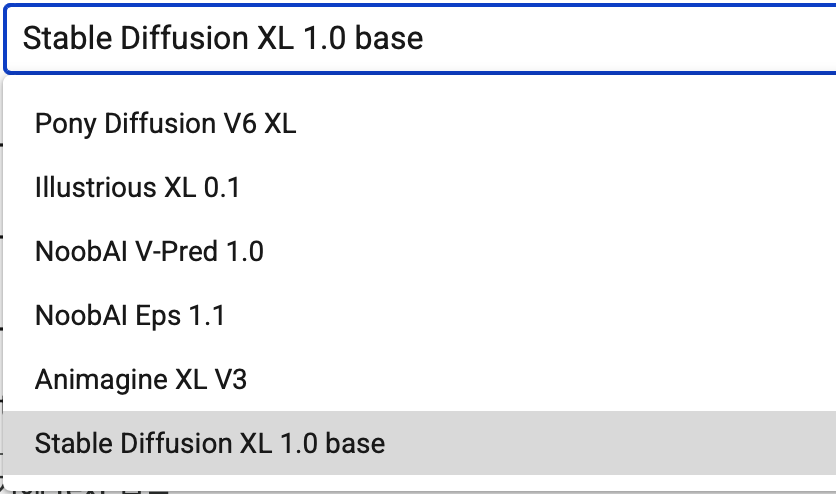 Stable Diffusion XL 1.0 base
Pony Diffusion V6 XL
Illustrious XL 0.1
NoobAI V-Pred 1.0
NoobAI Eps 1.1
Animagine XL V3
Stable Diffusion XL 1.0 base